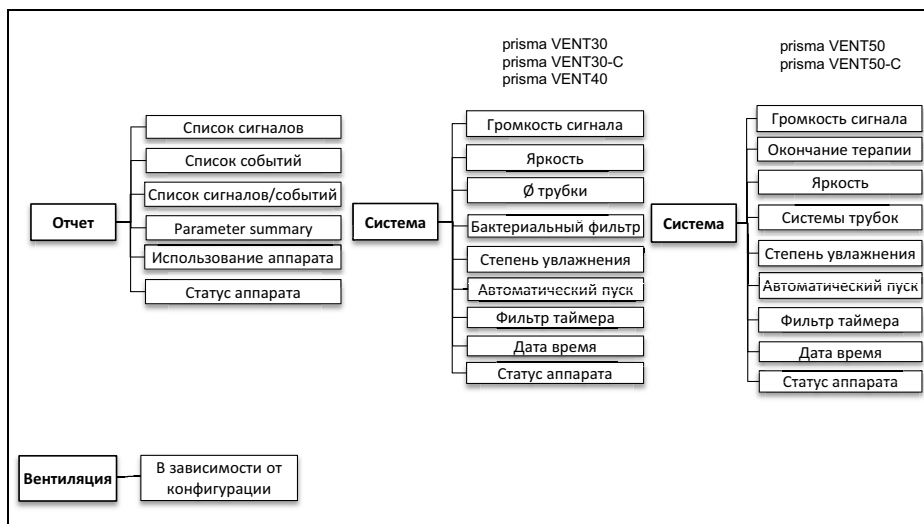 prisma VENT30
prisma VENT30-C
prisma VENT40
prisma VENT50
prisma VENT50-C
Отчет
Список сигналов
Список событий
Список сигналов/событий
Parameter summary
Использование аппарата
Статус аппарата
Система
Громкость сигнала
Яркость
Ø трубки
Бактериальный фильтр
Степень увлажнения
Автоматический пуск
Фильтр таймера
Дата время
Статус аппарата
Система
Громкость сигнала
Окончание терапии
Яркость
Системы трубок
Степень увлажнения
Автоматический пуск
Фильтр таймера
Дата время
Статус аппарата
Вентиляция
В зависимости от
конфигурации